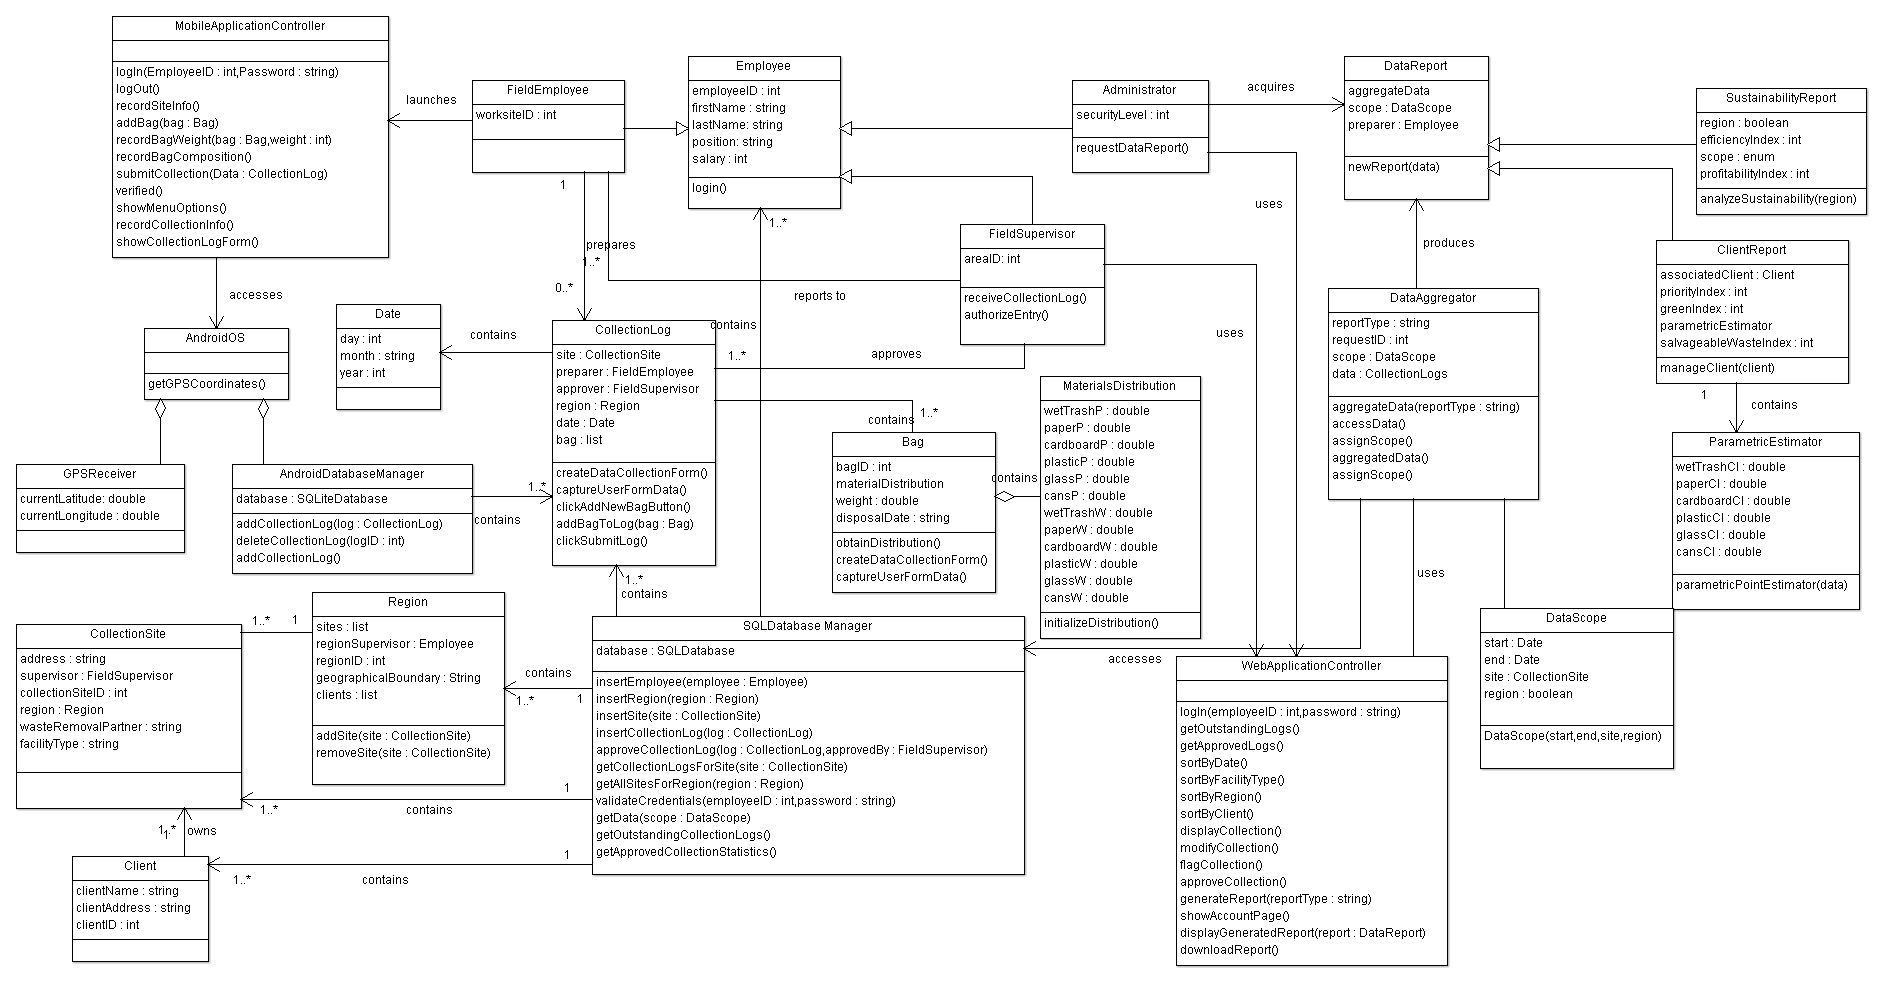 MobileApplicationController
logIn(EmployeeID : int,Password : string)
logOut()
recordSiteInfo()
addBag(bag : Bag)
recordBagWeight(bag : Bag,weight : int)
recordBagComposition()
submitCollection(Data : CollectionLog)
verified()
showMenuOptions()
recordCollectionInfo()
showCollectionLogForm()
launches
FieldEmployee
worksiteID : int
Employee
employeeID : int
firstName : string
lastName: string
position: string
salary : int
login()
Administrator
securityLevel : int
requestDataReport()
acquires
DataReport
aggregateData
scope : DataScope
preparer : Employee
newReport(data)
SustainabilityReport
region : boolean
efficiencyIndex : int
scope : enum
profitabilityIndex : int
analyzeSustainability(region)
1
prepares
1..*
0..*
1..*
uses
FieldSupervisor
areaID: int
receiveCollectionLog()
authorizeEntry()
reports to
produces
ClientReport
associatedClient : Client
priorityIndex : int
greenIndex : int
parametricEstimator
salvageableWasteIndex : int
manageClient(client)
accesses
AndroidOS
getGPSCoordinates()
Date
day : int
month : string
year : int
contains
CollectionLog
site : CollectionSite
preparer : FieldEmployee
approver : FieldSupervisor
region : Region
date : Date
bag : list
createDataCollectionForm()
captureUserFormData()
clickAddNewBagButton()
addBagToLog(bag : Bag)
clickSubmitLog()
contains
1..*
approves
uses
DataAggregator
reportType : string
requestID : int
scope : DataScope
data : CollectionLogs
aggregateData(reportType : string)
accessData()
assignScope()
aggregatedData()
assignScope()
1
contains
MaterialsDistribution
wetTrashP : double
paperP : double
cardboardP : double
plasticP : double
glassP : double
cansP : double
wetTrashW : double
paperW : double
cardboardW : double
plasticW : double
glassW : double
cansW : double
initializeDistribution()
contains
1..*
Bag
bagID : int
materialDistribution
weight : double
disposalDate : string
obtainDistribution()
createDataCollectionForm()
captureUserFormData()
contains
ParametricEstimator
wetTrashCI : double
paperCI : double
cardboardCI : double
plasticCI : double
glassCI : double
cansCI : double
parametricPointEstimator(data)
GPSReceiver
currentLatitude: double
currentLongitude : double
AndroidDatabaseManager
database : SQLiteDatabase
addCollectionLog(log : CollectionLog)
deleteCollectionLog(logID : int)
addCollectionLog()
1..*
contains
1..*
contains
uses
Region
sites : list
regionSupervisor : Employee
regionID : int
geographicalBoundary : String
clients : list
addSite(site : CollectionSite)
removeSite(site : CollectionSite)
1..*
1
CollectionSite
address : string
supervisor : FieldSupervisor
collectionSiteID : int
region : Region
wasteRemovalPartner : string
facilityType : string
SQLDatabase Manager
database : SQLDatabase
insertEmployee(employee : Employee)
insertRegion(region : Region)
insertSite(site : CollectionSite)
insertCollectionLog(log : CollectionLog)
approveCollectionLog(log : CollectionLog,approvedBy : FieldSupervisor)
getCollectionLogsForSite(site : CollectionSite)
getAllSitesForRegion(region : Region)
validateCredentials(employeeID : int,password : string)
getData(scope : DataScope)
getOutstandingCollectionLogs()
getApprovedCollectionStatistics()
contains
1..*
1
accesses
DataScope
start : Date
end : Date
site : CollectionSite
region : boolean
DataScope(start,end,site,region)
WebApplicationController
logIn(employeeID : int,password : string)
getOutstandingLogs()
getApprovedLogs()
sortByDate()
sortByFacilityType()
sortByRegion()
sortByClient()
displayCollection()
modifyCollection()
flagCollection()
approveCollection()
generateReport(reportType : string)
showAccountPage()
displayGeneratedReport(report : DataReport)
downloadReport()
1
1..*
contains
1..*
1
owns
Client
clientName : string
clientAddress : string
clientID : int
1
1..*
contains